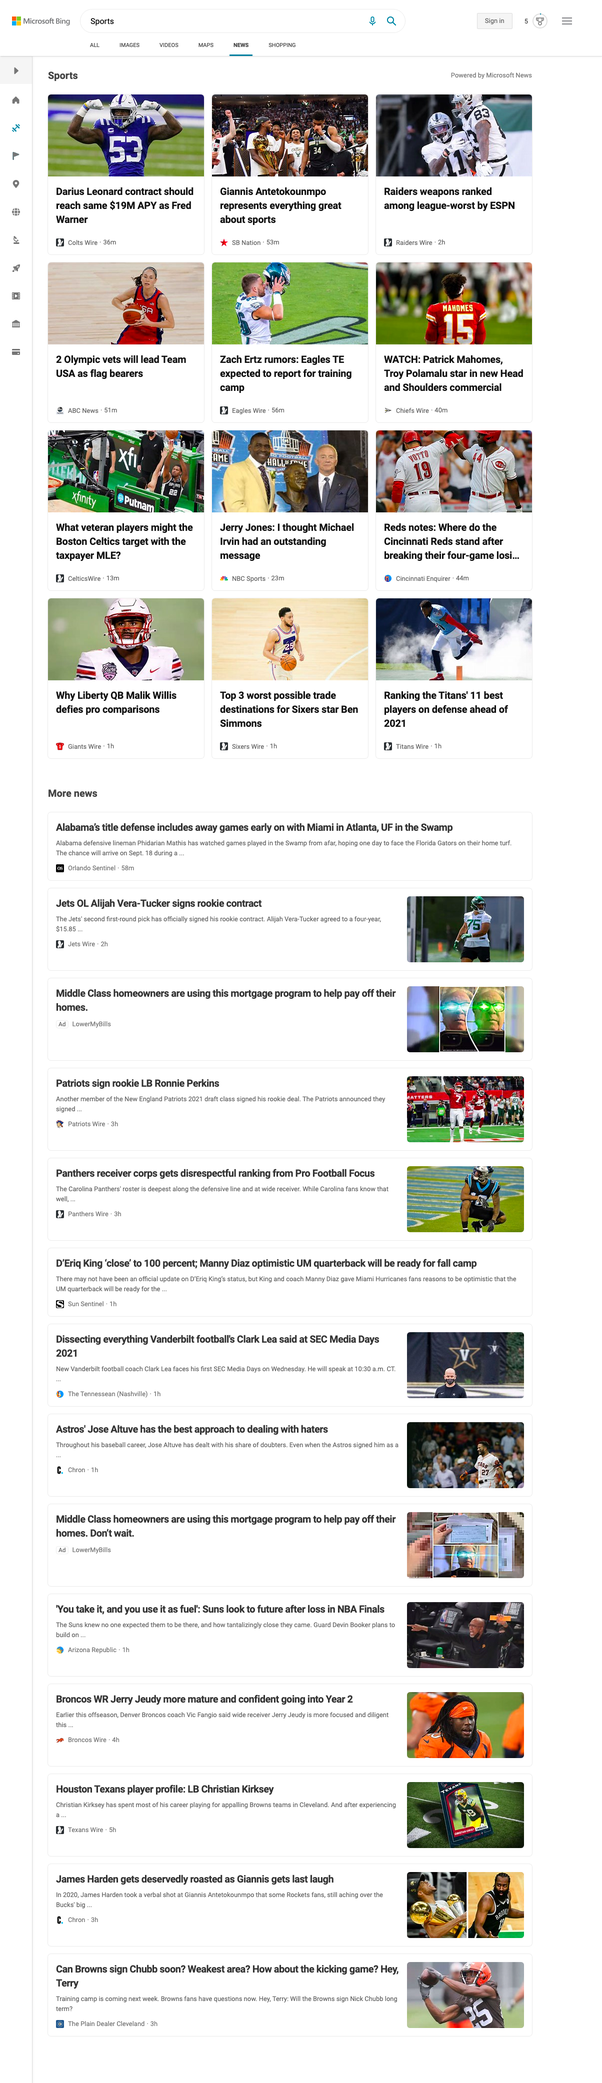 Microsoft Bing
Sports
Sign in
5
ALL
IMAGES
VIDEOS
MAPS
NEWS
SHOPPING
Sports
Powered by Microsoft News
Darius Leonard contract should
reach same $19M APY as Fred
Warner
Colts Wire · 36m
Giannis Antetokounmpo
represents everything great
about sports
SB Nation · 53m
Raiders weapons ranked
among league-worst by ESPN
Raiders Wire · 2h
2 Olympic vets will lead Team
USA as flag bearers
ABC News · 51m
Zach Ertz rumors: Eagles TE
expected to report for training
camp
Eagles Wire · 56m
WATCH: Patrick Mahomes,
Troy Polamalu star in new Head
and Shoulders commercial
Chiefs Wire · 40m
What veteran players might the
Boston Celtics target with the
taxpayer MLE?
CelticsWire · 13m
Jerry Jones: I thought Michael
Irvin had an outstanding
message
NBC Sports · 23m
Reds notes: Where do the
Cincinnati Reds stand after
breaking their four-game losi...
Cincinnati Enquirer · 44m
Why Liberty QB Malik Willis
defies pro comparisons
Giants Wire · 1h
Top 3 worst possible trade
destinations for Sixers star Ben
Simmons
Sixers Wire · 1h
Ranking the Titans' 11 best
players on defense ahead of
2021
Titans Wire · 1h
More news
Alabama's title defense includes away games early on with Miami in Atlanta, UF in the Swamp
Alabama defensive lineman Phidarian Mathis has watched games played in the Swamp from afar, hoping one day to face the Florida Gators on their home turf.
The chance will arrive on Sept. 18 during a ...
Orlando Sentinel · 58m
Jets OL Alijah Vera-Tucker signs rookie contract
The Jets' second first-round pick has officially signed his rookie contract. Alijah Vera-Tucker agreed to a four-year,
$15.85 ...
Jets Wire · 2h
Middle Class homeowners are using this mortgage program to help pay off their
homes.
Ad LowerMyBills
Patriots sign rookie LB Ronnie Perkins
Another member of the New England Patriots 2021 draft class signed his rookie deal. The Patriots announced they
signed ...
Patriots Wire · 3h
Panthers receiver corps gets disrespectful ranking from Pro Football Focus
The Carolina Panthers' roster is deepest along the defensive line and at wide receiver. While Carolina fans know that
well, ...
Panthers Wire · 3h
D'Eriq King 'close' to 100 percent; Manny Diaz optimistic UM quarterback will be ready for fall camp
There may not have been an official update on D'Eriq King's status, but King and coach Manny Diaz gave Miami Hurricanes fans reasons to be optimistic that the
UM quarterback will be ready for the ...
Sun Sentinel · 1h
Dissecting everything Vanderbilt football's Clark Lea said at SEC Media Days
2021
New Vanderbilt football coach Clark Lea faces his first SEC Media Days on Wednesday. He will speak at 10:30 a.m. CT.
...
The Tennessean (Nashville) · 1h
Astros' Jose Altuve has the best approach to dealing with haters
Throughout his baseball career, Jose Altuve has dealt with his share of doubters. Even when the Astros signed him as a
...
Chron · 1h
Middle Class homeowners are using this mortgage program to help pay off their
homes. Don't wait.
Ad LowerMyBills
'You take it, and you use it as fuel': Suns look to future after loss in NBA Finals
The Suns knew no one expected them to be there, and how tantalizingly close they came. Guard Devin Booker plans to
build on ...
Arizona Republic · 1h
Broncos WR Jerry Jeudy more mature and confident going into Year 2
Earlier this offseason, Denver Broncos coach Vic Fangio said wide receiver Jerry Jeudy is more focused and diligent
this ...
Broncos Wire · 4h
Houston Texans player profile: LB Christian Kirksey
Christian Kirksey has spent most of his career playing for appalling Browns teams in Cleveland. And after experiencing
a ...
Texans Wire · 5h
James Harden gets deservedly roasted as Giannis gets last laugh
In 2020, James Harden took a verbal shot at Giannis Antetokounmpo that some Rockets fans, still aching over the
Bucks' big ...
Chron · 3h
Can Browns sign Chubb soon? Weakest area? How about the kicking game? Hey,
Terry
Training camp is coming next week. Browns fans have questions now. Hey, Terry: Will the Browns sign Nick Chubb long
term?
The Plain Dealer Cleveland · 3h